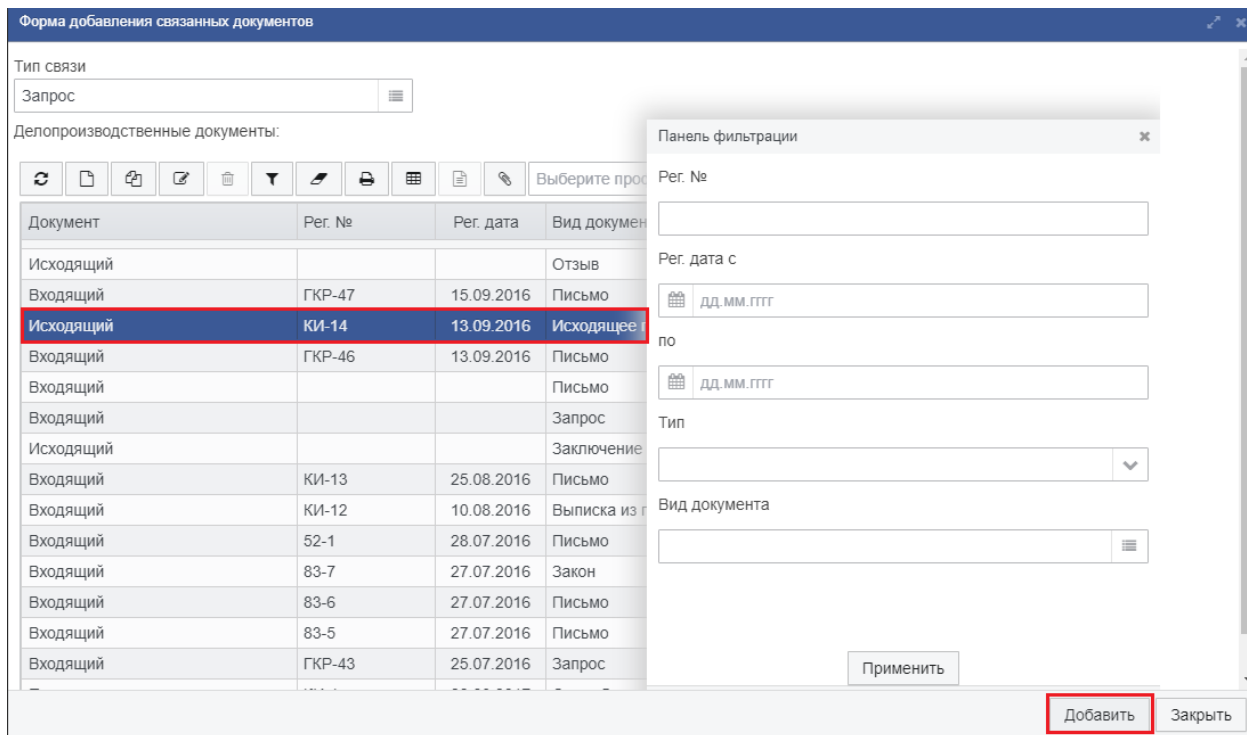 Форма добавления связанных документов
Тип связи
Запрос
Делопроизводственные документы:
Выберите
Документ Рег. № Рег. дата Вид
Исходящий Отзыв
Входящий ГКР-47 15.09.2016 Письмо
Исходящий КИ-14 13.09.2016 Исходящее
Входящий ГКР-46 13.09.2016 Письмо
Входящий Письмо
Входящий Запрос
Исходящий Заключение
Входящий КИ-13 25.08.2016 Письмо
Входящий КИ-12 10.08.2016 Выписка из
Входящий 52-1 28.07.2016 Письмо
Входящий 83-7 27.07.2016 Закон
Входящий 83-6 27.07.2016 Письмо
Входящий 83-5 27.07.2016 Письмо
Входящий ГКР-43 25.07.2016 Запрос
Панель фильтрации
Рег. №
Рег. дата с
дд.мм.гггг
по
дд.мм.гггг
Тип
Вид документа
Применить
Добавить Закрыть